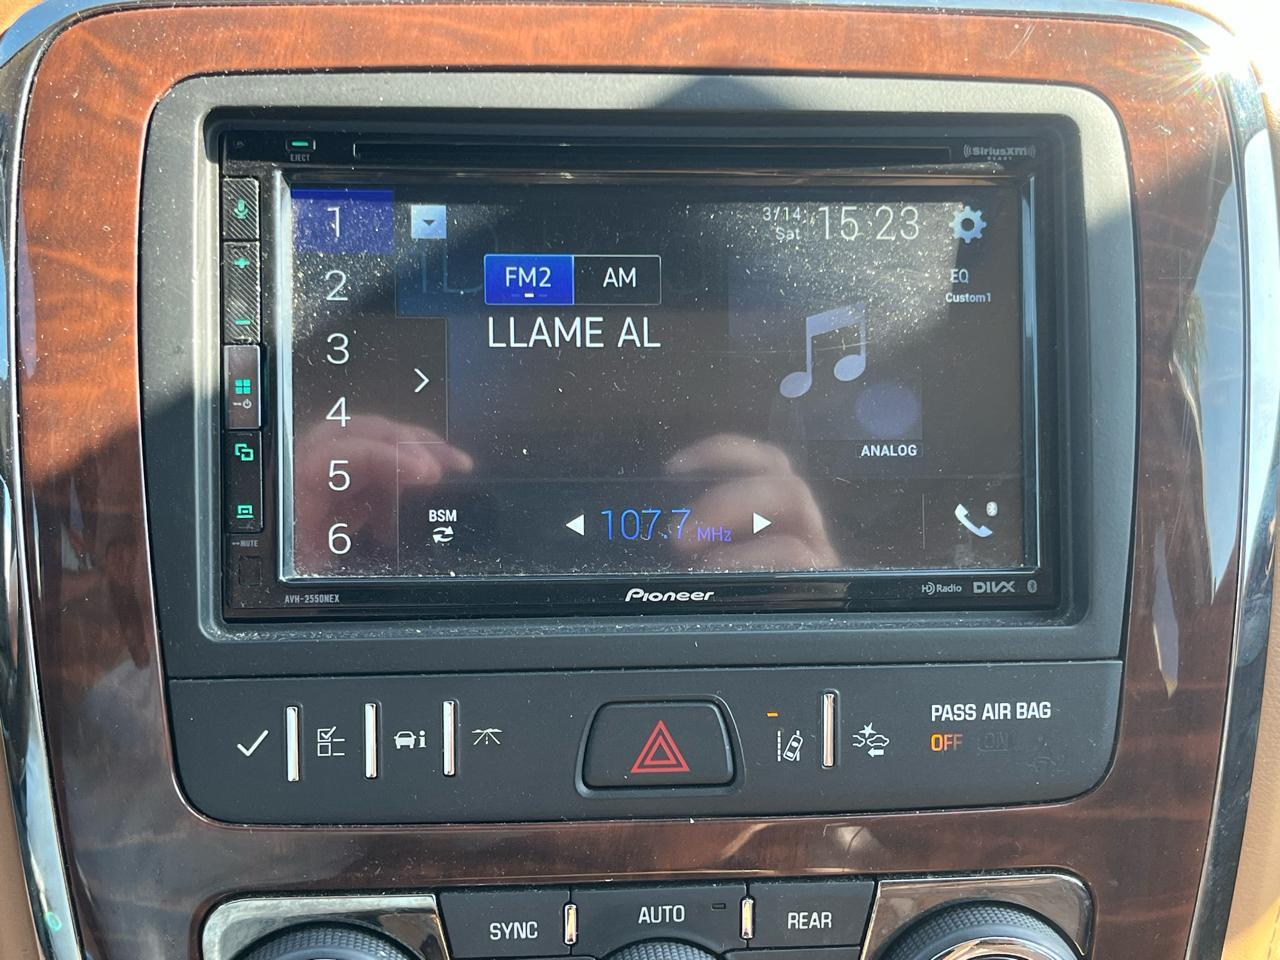 EJECT
SiriusXM
READY
1
3/14
Sat
15 23
2
FM2
AM
EQ
Custom1
LLAME AL
3
4
5
ANALOG
BSM
107.7 MHz
6
MUTE
AVH-2550NEX
Pioneer
HD Radio
DIVX
i
PASS AIR BAG
OFF
ON
SYNC
AUTO
REAR